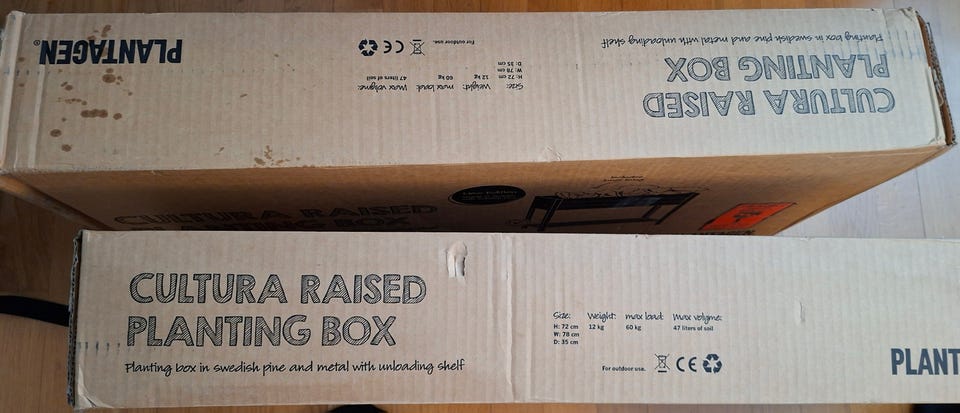 PLANTAGEN®
For outdoor use.
CE
Size: Weight: max load: Max volyme:
H: 72 cm 12 kg 60 kg 47 liters of soil
W: 78 cm
D: 35 cm
CULTURA RAISED
PLANTING BOX
Planting box in swedish pine and metal with unloading shelf
CULTURA RAISED
PLANTING BOX
CULTURA RAISED
PLANTING BOX
Planting box in swedish pine and metal with unloading shelf
Size: Weight: max load: Max volyme:
H: 72 cm 12 kg 60 kg 47 liters of soil
W: 78 cm
D: 35 cm
For outdoor use. CE
PLANT